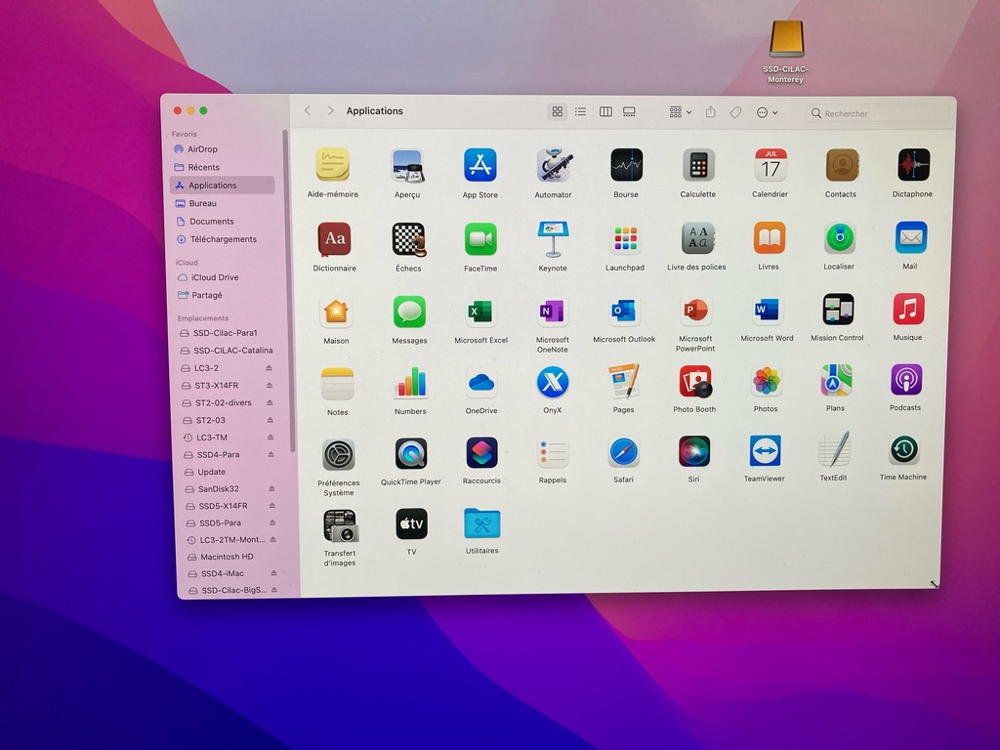 SSD-CILAC-
Monterey
Applications
Rechercher
Favoris
AirDrop
Récents
Applications
Bureau
Documents
Téléchargements
iCloud
iCloud Drive
Partagé
Emplacements
SSD-Cilac-Para1
SSD-CILAC-Catalina
LC3-2
ST3-X14FR
ST2-02-divers
ST2-03
LC3-TM
SSD4-Para
Update
SanDisk32
SSD5-X14FR
SSD5-Para
LC3-2TM-Mont...
Macintosh HD
SSD4-iMac
SSD-Cilac-BigS...
JUL
17
Aide-mémoire Aperçu App Store Automator Bourse Calculette Calendrier Contacts Dictaphone
Aa
A A
A a
Dictionnaire Échecs FaceTime Keynote Launchpad Livre des polices Livres Localiser Mail
X N O P W
Maison Messages Microsoft Excel Microsoft OneNote Microsoft Outlook Microsoft PowerPoint Microsoft Word Mission Control Musique
X
Notes Numbers OneDrive OnyX Pages Photo Booth Photos Plans Podcasts
Préférences Système QuickTime Player Raccourcis Rappels Safari Siri TeamViewer TextEdit Time Machine
tv
Transfert d'images TV Utilitaires